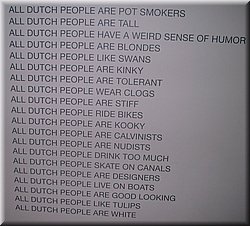 ALL DUTCH PEOPLE ARE POT SMOKERS
ALL DUTCH PEOPLE ARE TALL
ALL DUTCH PEOPLE HAVE A WEIRD SENSE OF HUMOR
ALL DUTCH PEOPLE ARE BLONDES
ALL DUTCH PEOPLE LIKE SWANS
ALL DUTCH PEOPLE ARE KINKY
ALL DUTCH PEOPLE ARE TOLERANT
ALL DUTCH PEOPLE WEAR CLOGS
ALL DUTCH PEOPLE ARE STIFF
ALL DUTCH PEOPLE RIDE BIKES
ALL DUTCH PEOPLE ARE KOOKY
ALL DUTCH PEOPLE ARE CALVINISTS
ALL DUTCH PEOPLE ARE NUDISTS
ALL DUTCH PEOPLE DRINK TOO MUCH
ALL DUTCH PEOPLE SKATE ON CANALS
ALL DUTCH PEOPLE ARE DESIGNERS
ALL DUTCH PEOPLE LIVE ON BOATS
ALL DUTCH PEOPLE ARE GOOD LOOKING
ALL DUTCH PEOPLE LIKE TULIPS
ALL DUTCH PEOPLE ARE WHITE